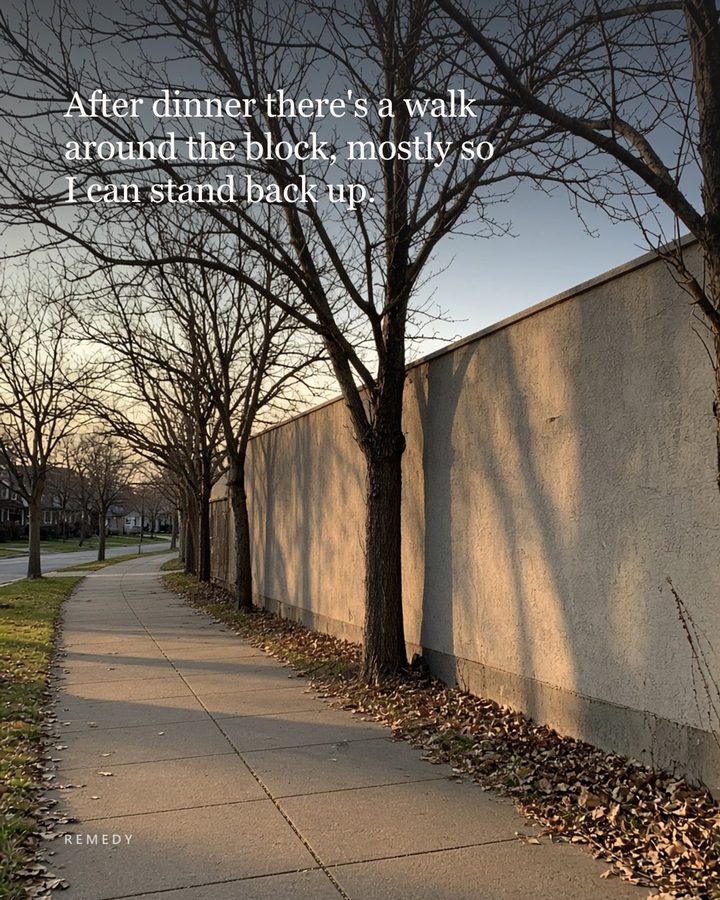 After dinner there's a walk
around the block, mostly so
I can stand back up.
REMEDY